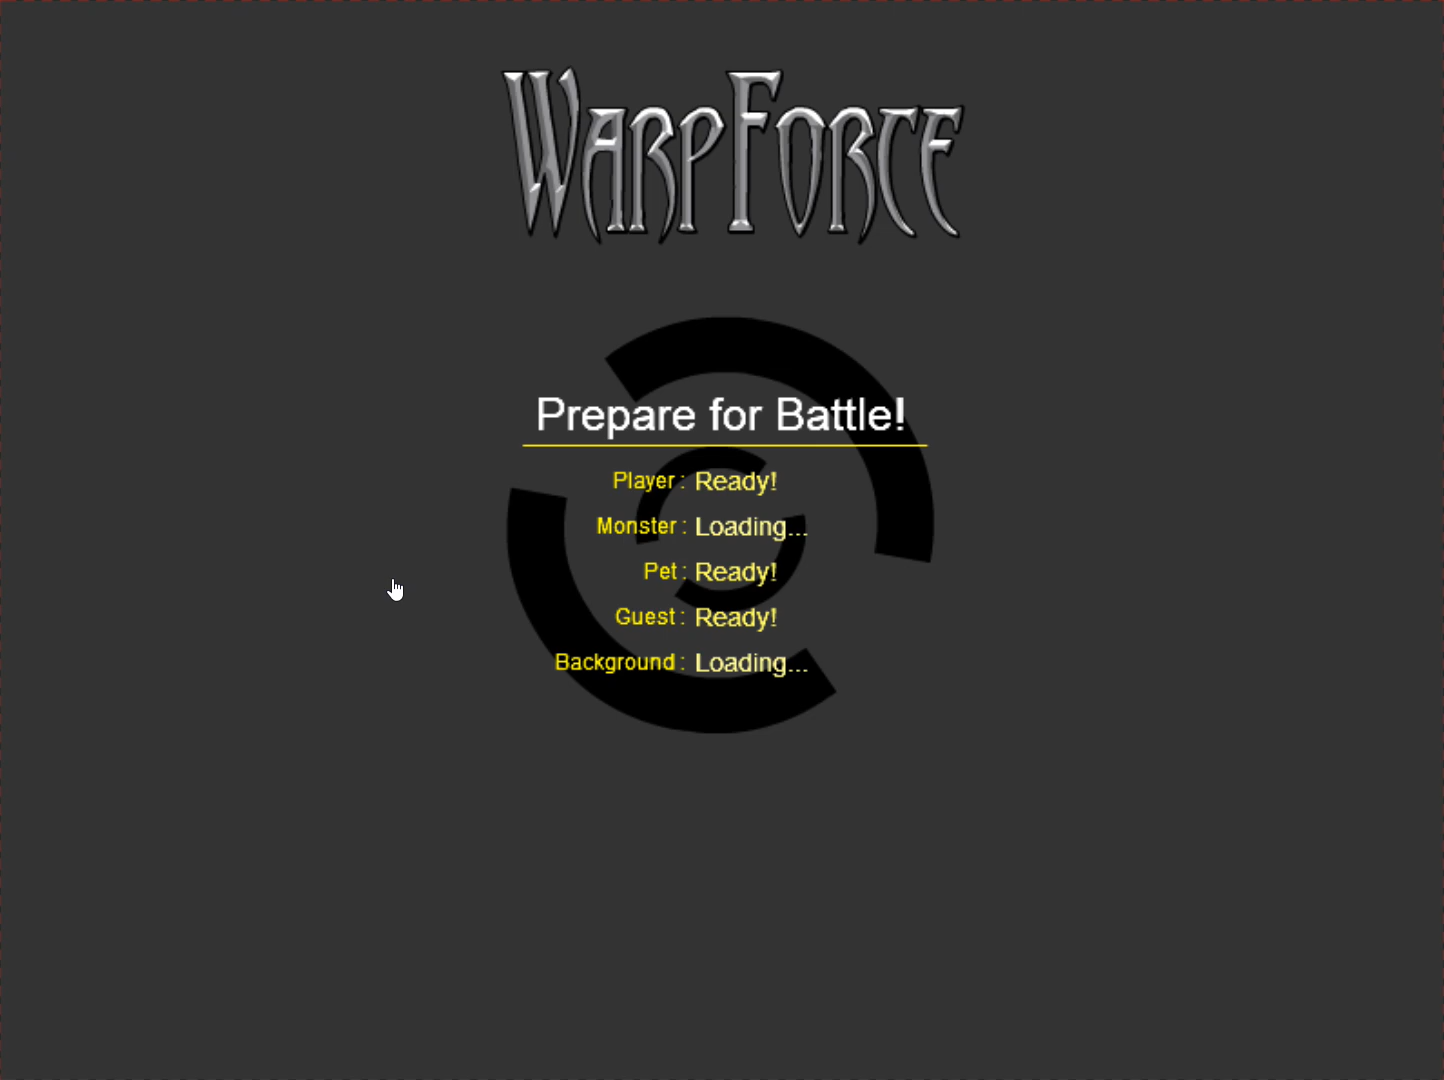 WarpForce
Prepare for Battle!
Player : Ready!
Monster : Loading...
Pet : Ready!
Guest : Ready!
Background : Loading...